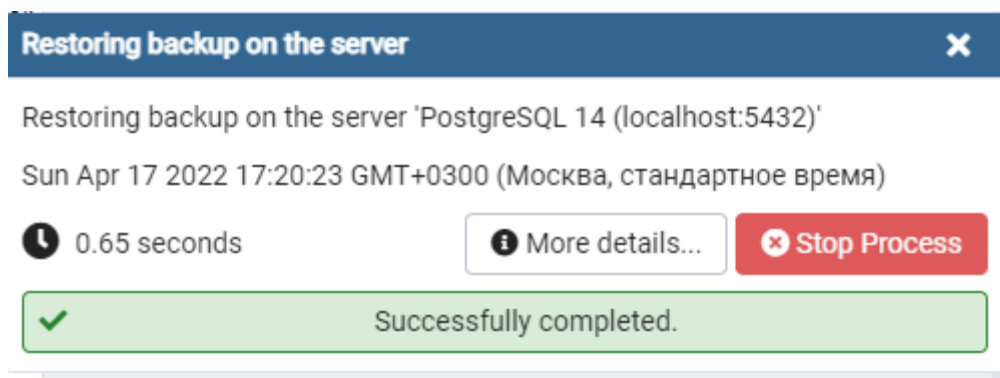 Restoring backup on the server
Restoring backup on the server 'PostgreSQL 14 (localhost:5432)'
Sun Apr 17 2022 17:20:23 GMT+0300 (Москва, стандартное время)
0.65 seconds
More details...
Stop Process
Successfully completed.